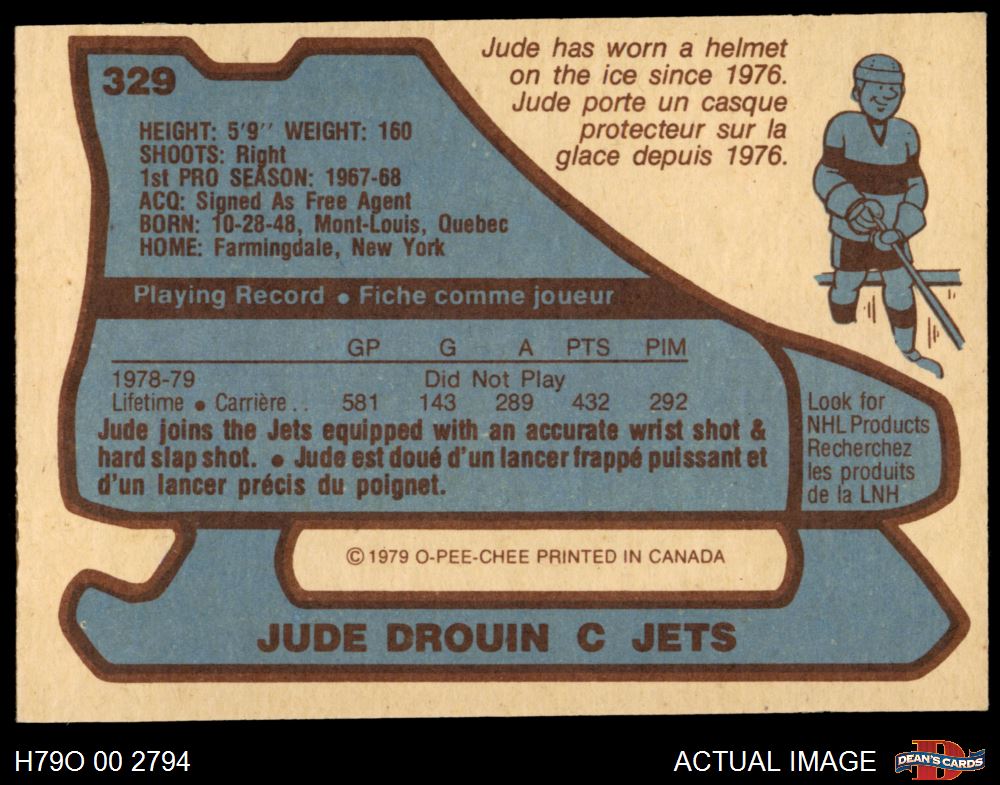 329
Jude has worn a helmet
on the ice since 1976.
Jude porte un casque
protecteur sur la
glace depuis 1976.
HEIGHT: 5'9" WEIGHT: 160
SHOOTS: Right
1st PRO SEASON: 1967-68
ACQ: Signed As Free Agent
BORN: 10-28-48, Mont-Louis, Quebec
HOME: Farmingdale, New York
Playing Record • Fiche comme joueur
GP G A PTS PIM
1978-79 Did Not Play
Lifetime • Carrière . . 581 143 289 432 292
Jude joins the Jets equipped with an accurate wrist shot &
hard slap shot. • Jude est doué d'un lancer frappé puissant et
d'un lancer précis du poignet.
Look for
NHL Products
Recherchez
les produits
de la LNH
© 1979 O-PEE-CHEE PRINTED IN CANADA
JUDE DROUIN C JETS
H79O 00 2794
ACTUAL IMAGE
DEAN'S CARDS